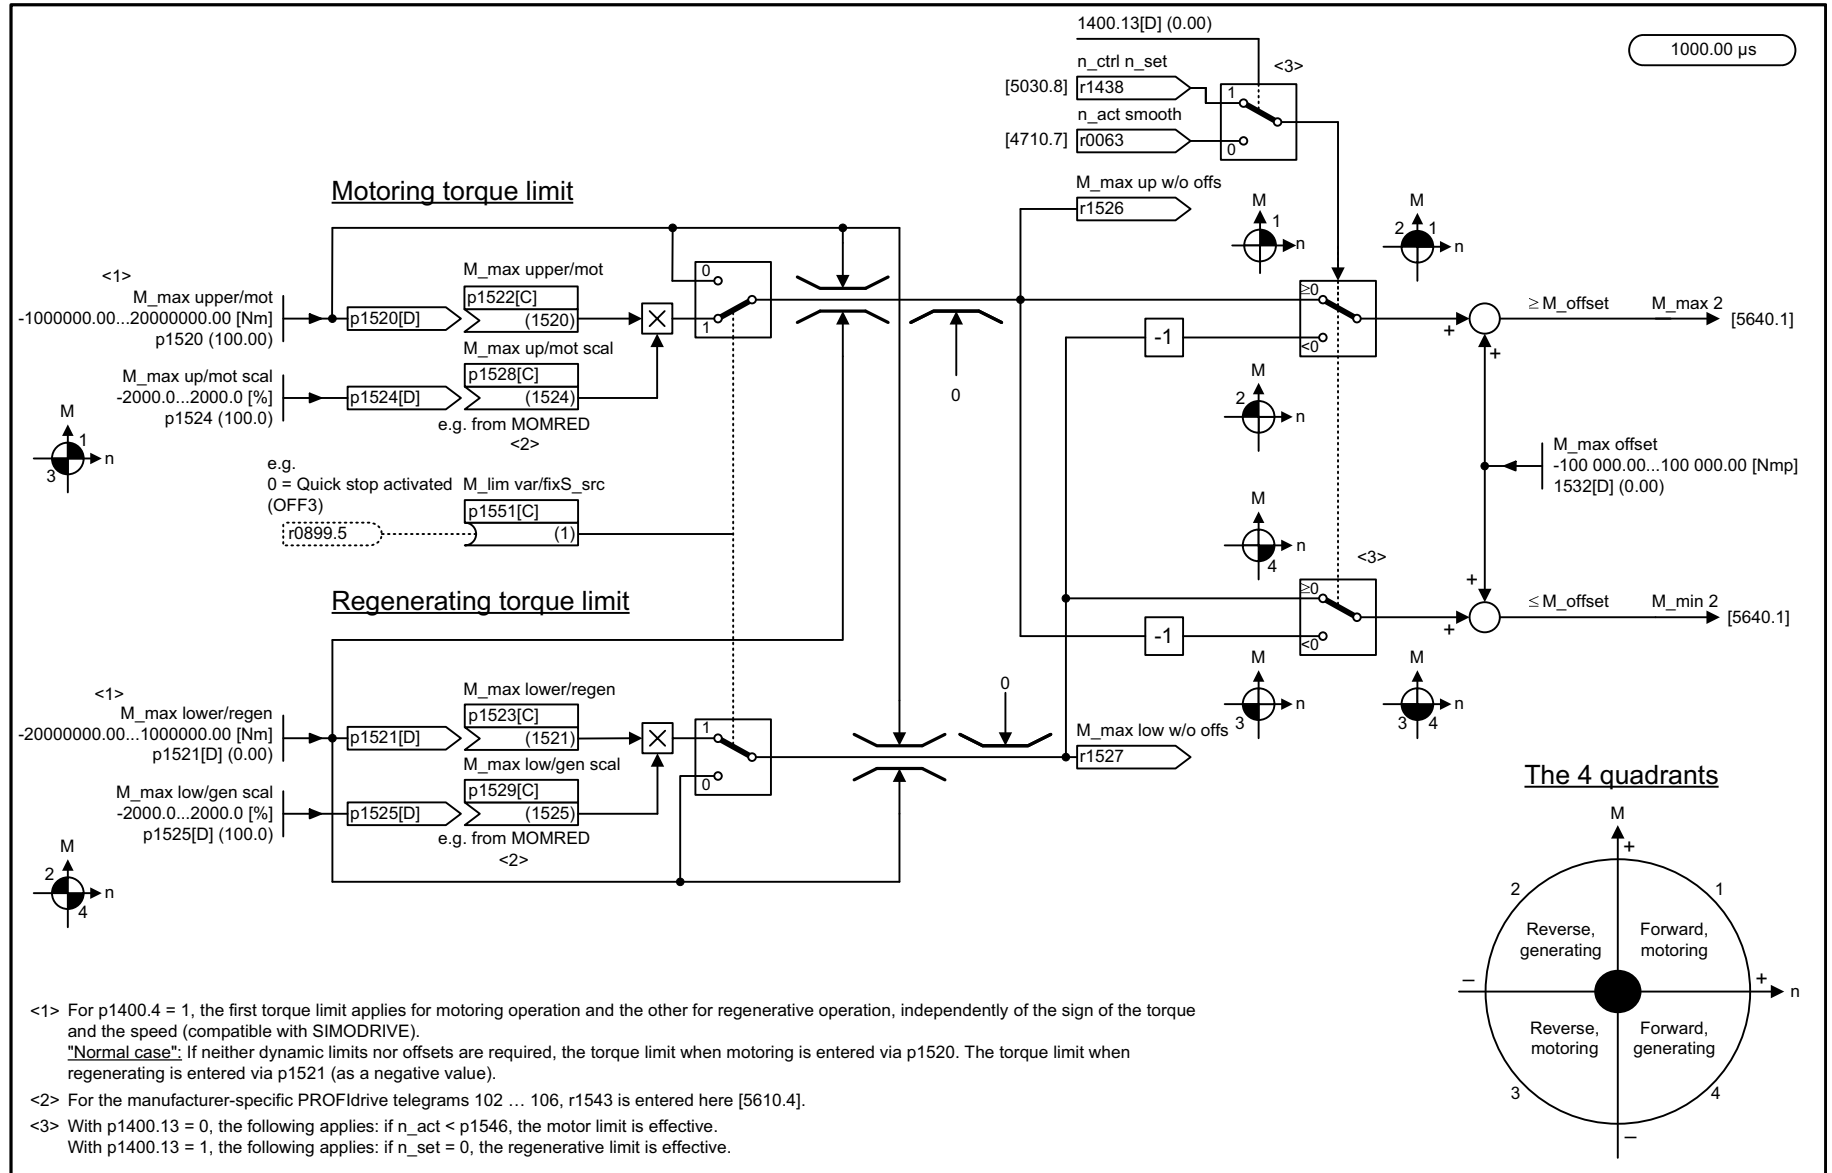 1400.13[D] (0.00)
1000.00 µs
n_ctrl n_set
<3>
[5030.8]
r1438
1
n_act smooth
[4710.7]
r0063
0
Motoring torque limit
M_max up w/o offs
r1526
M
1
n
M
2
1
n
<1>
M_max upper/mot
-1000000.00...20000000.00 [Nm]
p1520 (100.00)
p1520[D]
M_max upper/mot
p1522[C]
(1520)
0
1
≥0
<0
-1
0
+
+
≥ M_offset
M_max 2
[5640.1]
M_max up/mot scal
-2000.0...2000.0 [%]
p1524 (100.0)
p1524[D]
M_max up/mot scal
p1528[C]
(1524)
e.g. from MOMRED
<2>
M
1
3
n
M
2
n
M_max offset
-100 000.00...100 000.00 [Nmp]
1532[D] (0.00)
e.g.
0 = Quick stop activated
(OFF3)
r0899.5
M_lim var/fixS_src
p1551[C]
(1)
M
4
n
<3>
Regenerating torque limit
≥0
<0
-1
+
+
≤ M_offset
M_min 2
[5640.1]
M
3
n
M
3
4
n
<1>
M_max lower/regen
-20000000.00...1000000.00 [Nm]
p1521[D] (0.00)
p1521[D]
M_max lower/regen
p1523[C]
(1521)
1
0
0
M_max low w/o offs
r1527
M_max low/gen scal
-2000.0...2000.0 [%]
p1525[D] (100.0)
p1525[D]
M_max low/gen scal
p1529[C]
(1525)
e.g. from MOMRED
<2>
M
2
4
n
The 4 quadrants
M
+
2
1
Reverse,
generating
Forward,
motoring
–
+
n
Reverse,
motoring
Forward,
generating
3
4
–
<1> For p1400.4 = 1, the first torque limit applies for motoring operation and the other for regenerative operation, independently of the sign of the torque
and the speed (compatible with SIMODRIVE).
"Normal case": If neither dynamic limits nor offsets are required, the torque limit when motoring is entered via p1520. The torque limit when
regenerating is entered via p1521 (as a negative value).
<2> For the manufacturer-specific PROFIdrive telegrams 102 … 106, r1543 is entered here [5610.4].
<3> With p1400.13 = 0, the following applies: if n_act < p1546, the motor limit is effective.
With p1400.13 = 1, the following applies: if n_set = 0, the regenerative limit is effective.